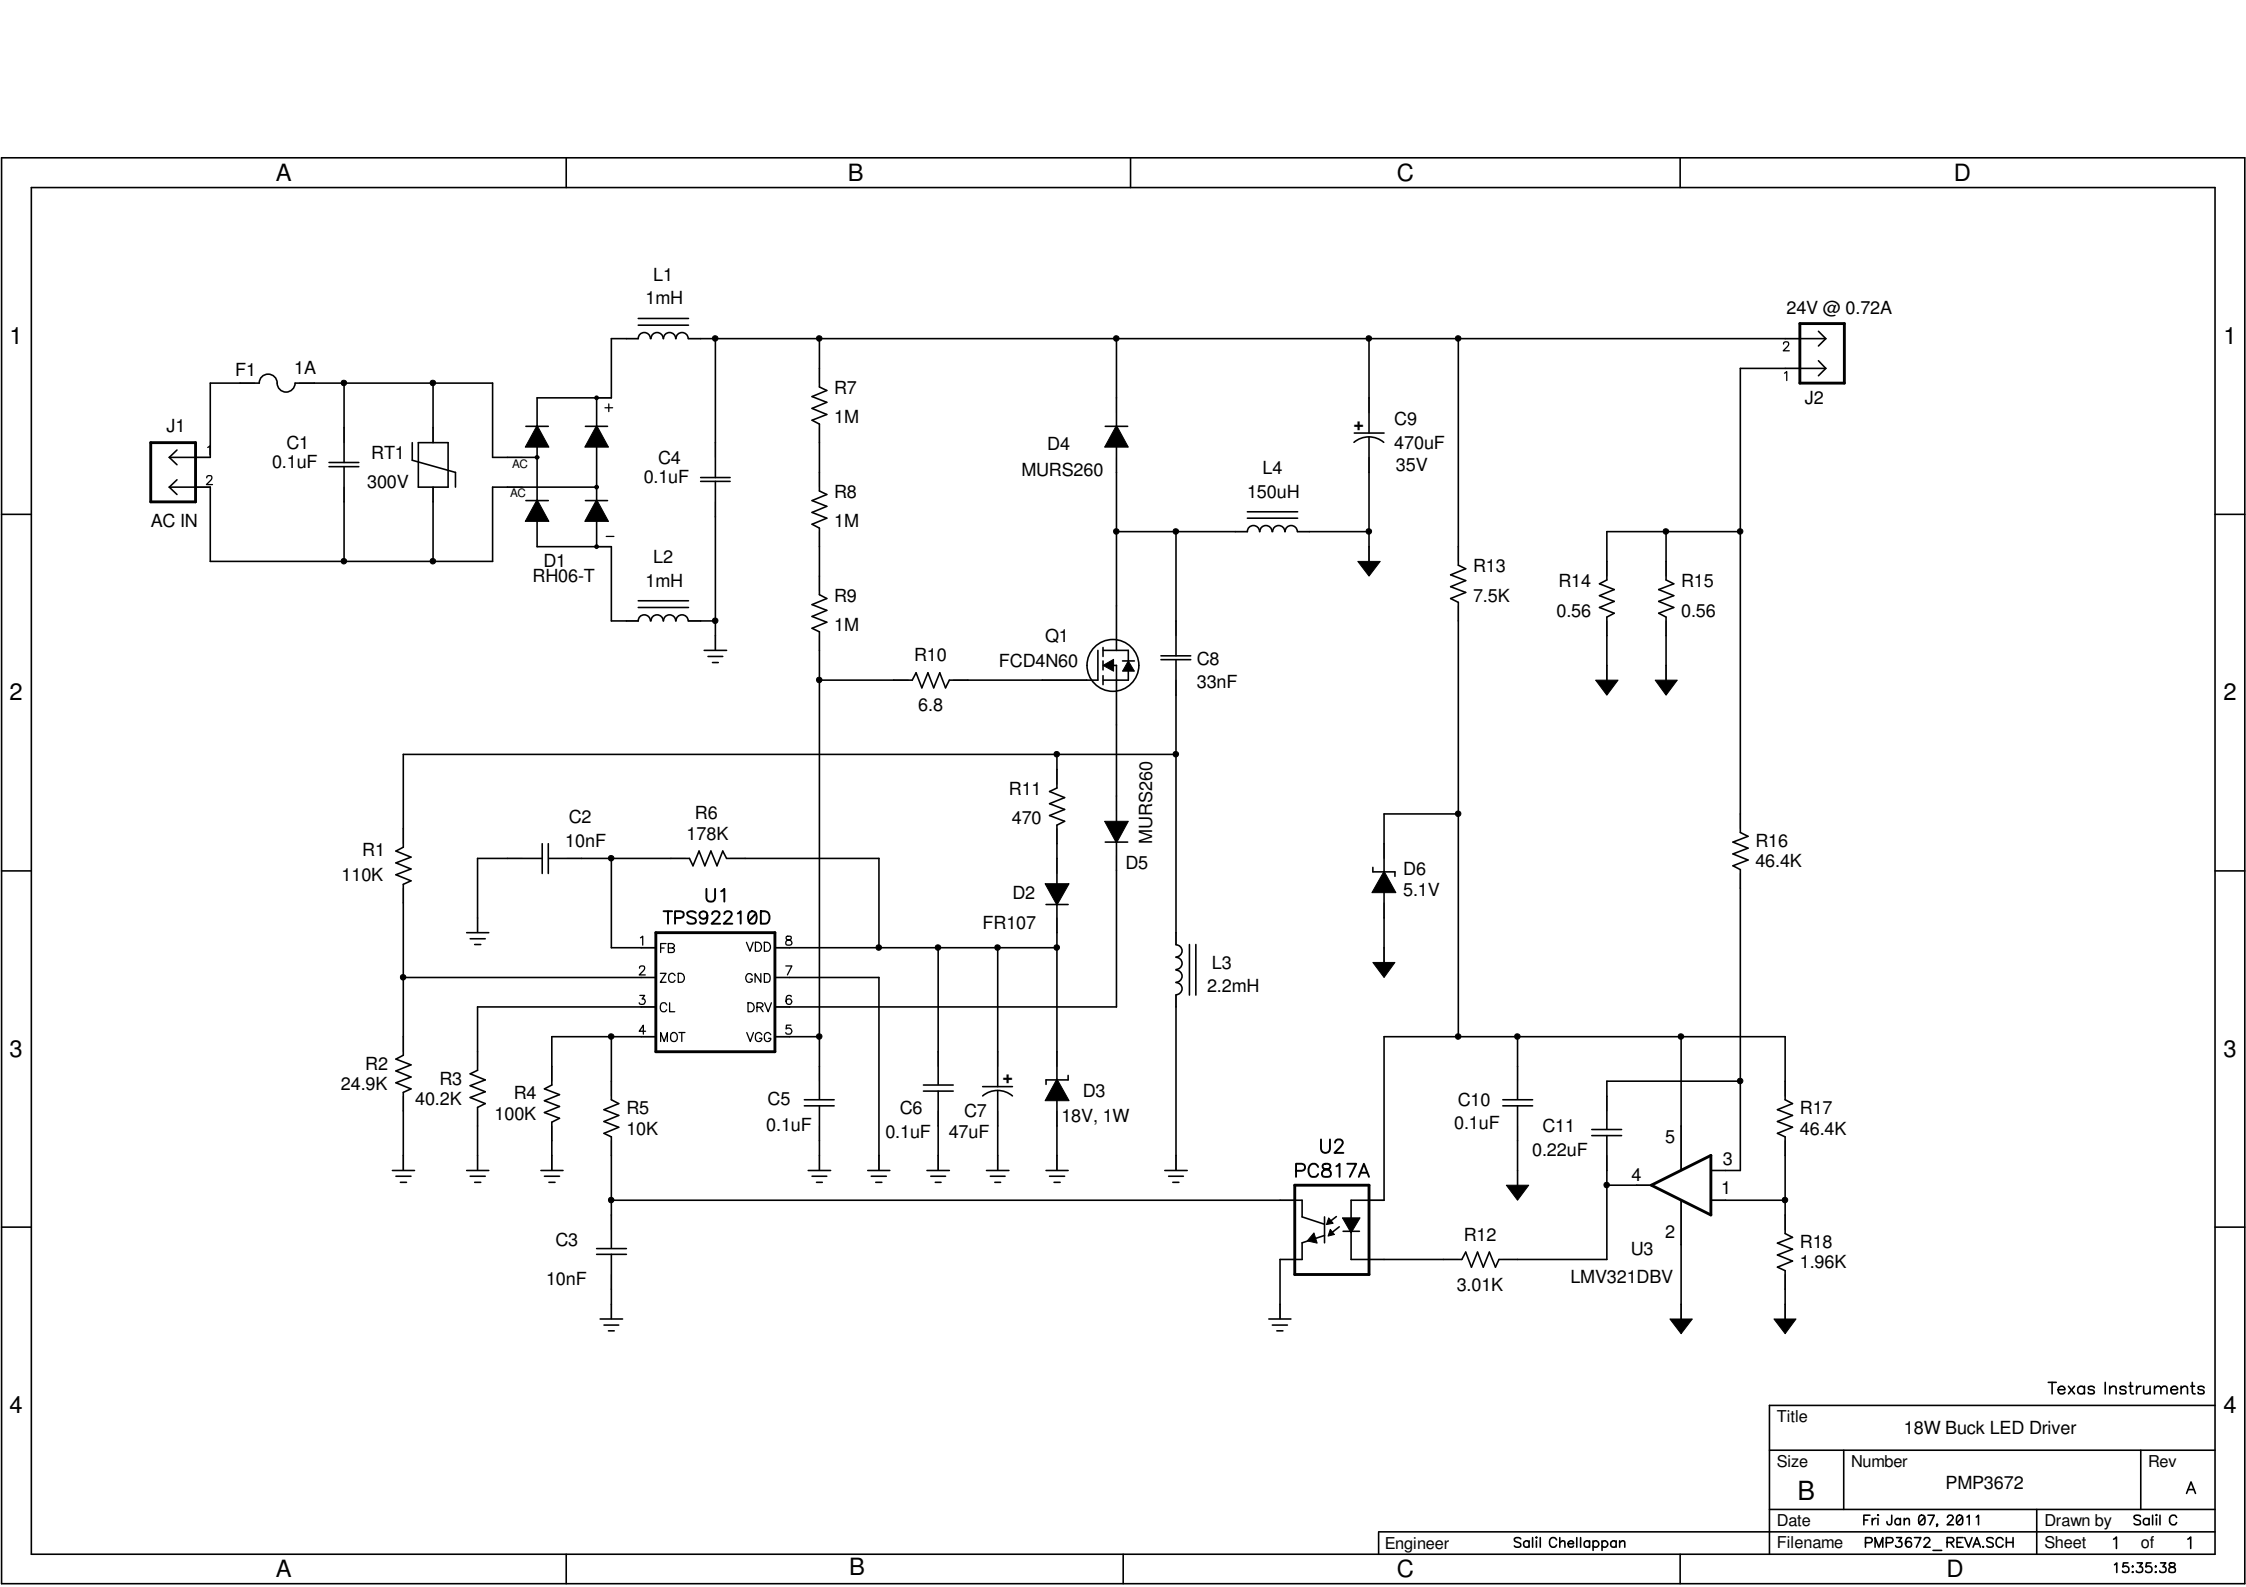 A B C D
1 1
2 2
3 3
4 4
L1
1mH
24V @ 0.72A
2
1
J2
F1 1A
J1
1
2
AC IN
C1
0.1uF
RT1
300V
+
AC
AC
−
D1
RH06-T
L2
1mH
C4
0.1uF
R7
1M
R8
1M
R9
1M
D4
MURS260
L4
150uH
+
C9
470uF
35V
R13
7.5K
R14
0.56
R15
0.56
Q1
FCD4N60
R10
6.8
C8
33nF
MURS260
D5
R11
470
D2
FR107
C2
10nF
R6
178K
R1
110K
U1
TPS92210D
1 FB VDD 8
2 ZCD GND 7
3 CL DRV 6
4 MOT VGG 5
D6
5.1V
R16
46.4K
L3
2.2mH
R2
24.9K
R3
40.2K
R4
100K
R5
10K
C5
0.1uF
C6
0.1uF
+
C7
47uF
D3
18V, 1W
C10
0.1uF
C11
0.22uF
R17
46.4K
U2
PC817A
5
3
4
1
2
U3
LMV321DBV
R12
3.01K
R18
1.96K
C3
10nF
Texas Instruments
Title
18W Buck LED Driver
Size
B
Number
PMP3672
Rev
A
Date Fri Jan 07, 2011 Drawn by Salil C
Engineer Salil Chellappan Filename PMP3672_REVA.SCH Sheet 1 of 1
A B C D
15:35:38